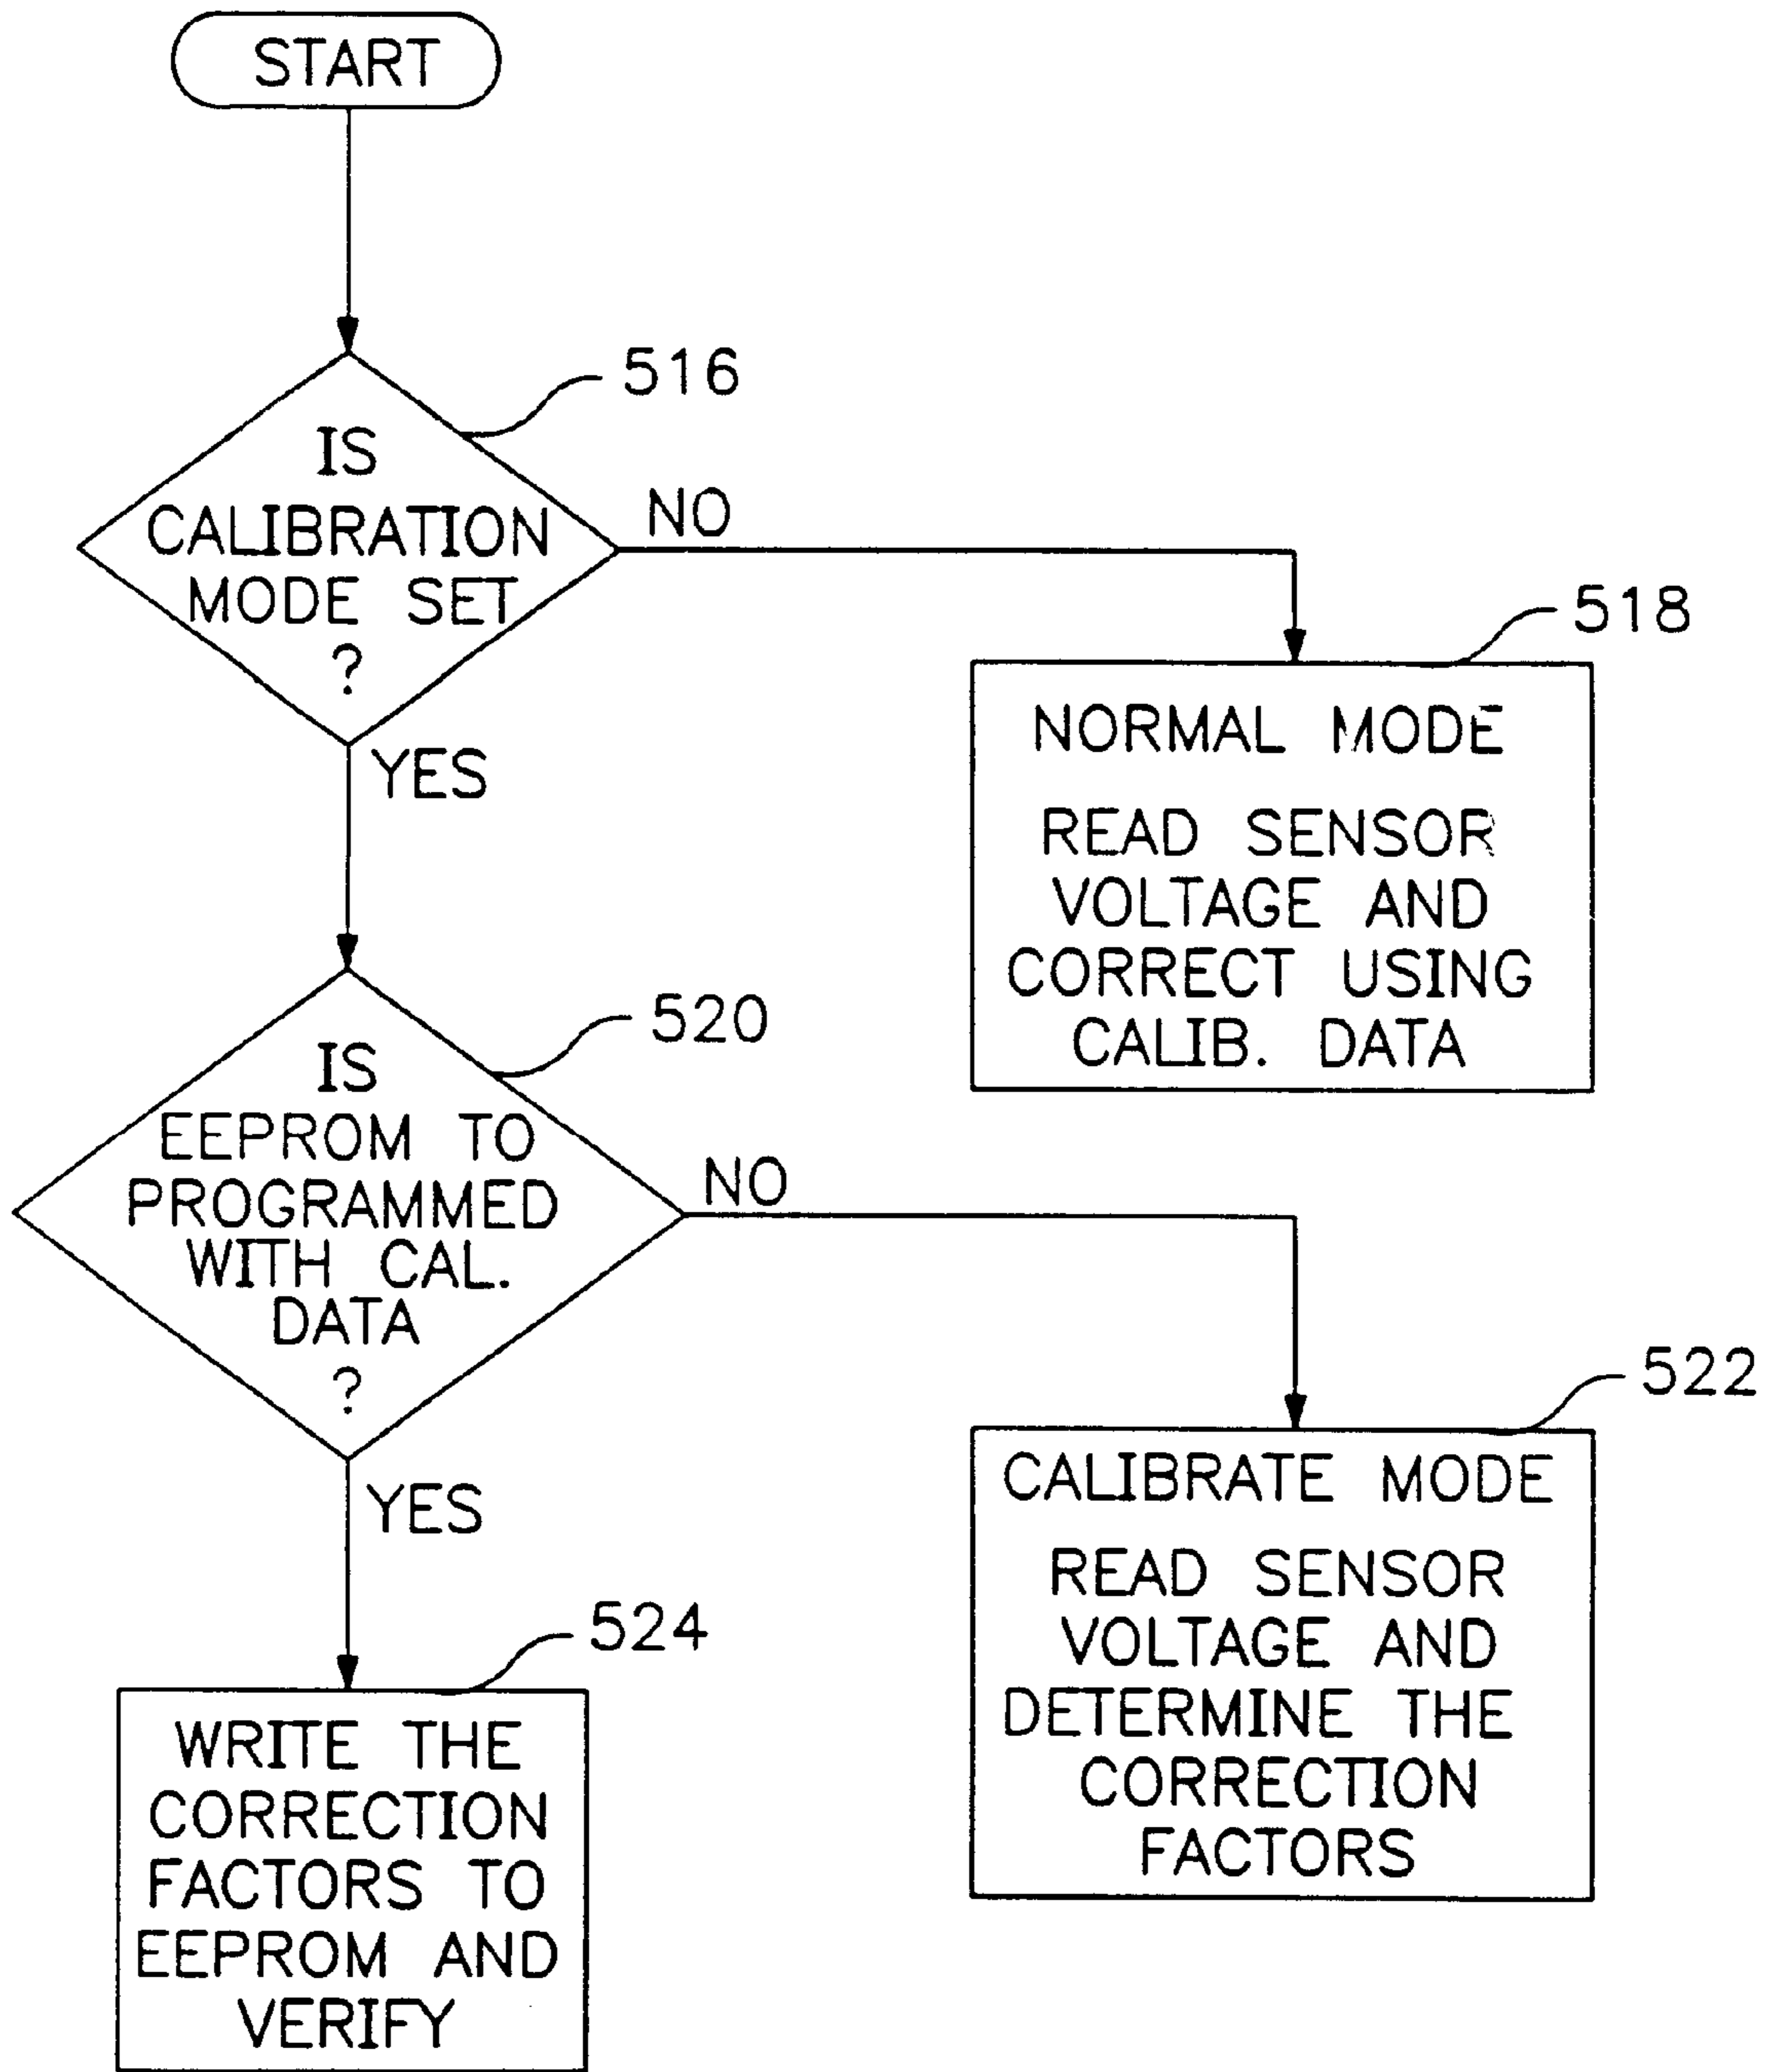 START
516
IS
CALIBRATION
MODE SET
?
NO
YES
518
NORMAL MODE
READ SENSOR
VOLTAGE AND
CORRECT USING
CALIB. DATA
520
IS
EEPROM TO
PROGRAMMED
WITH CAL.
DATA
?
NO
YES
522
CALIBRATE MODE
READ SENSOR
VOLTAGE AND
DETERMINE THE
CORRECTION
FACTORS
524
WRITE THE
CORRECTION
FACTORS TO
EEPROM AND
VERIFY